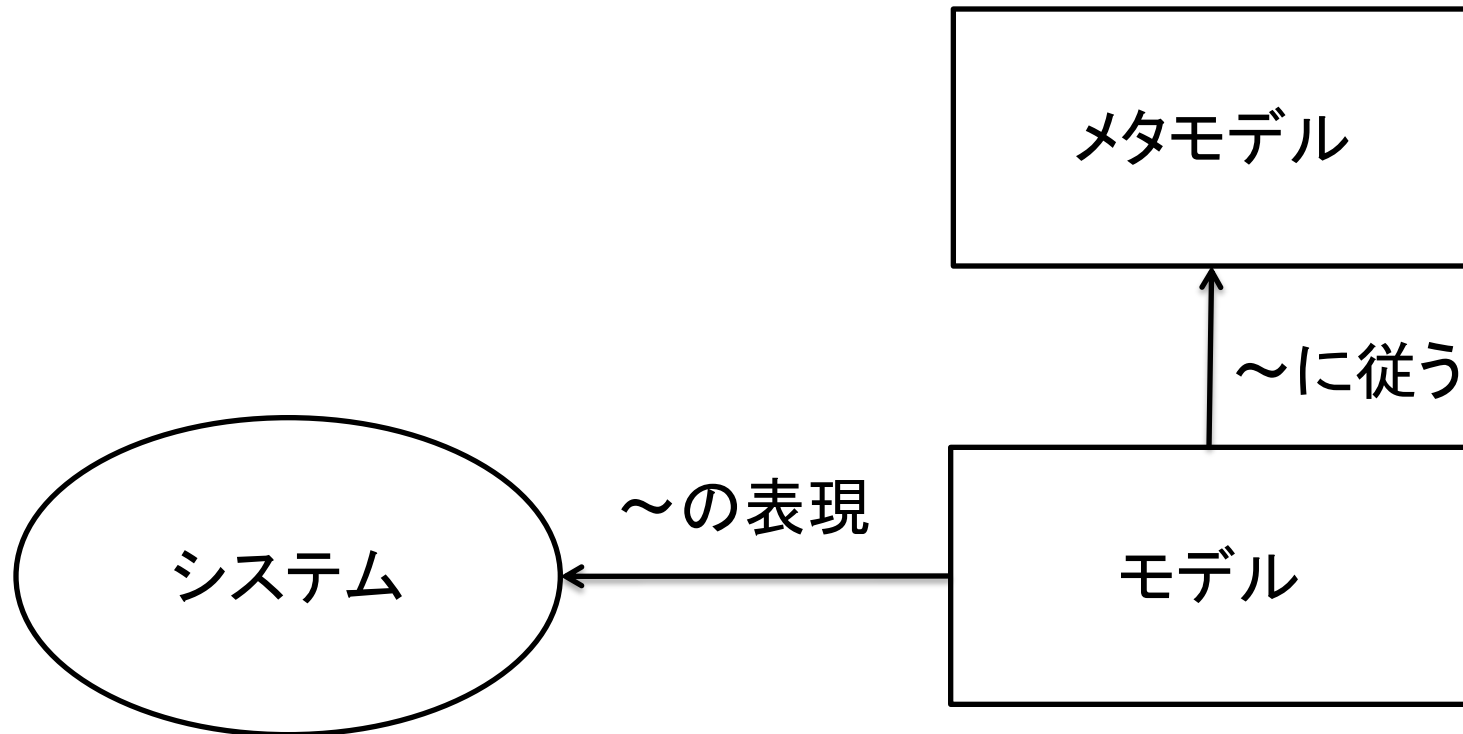 メタモデル
～に従う
～の表現
システム
モデル